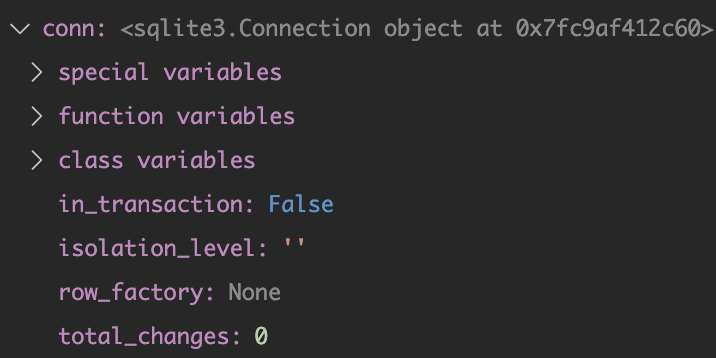 conn: <sqlite3.Connection object at 0x7fc9af412c60>
special variables
function variables
class variables
in_transaction: False
isolation_level: ''
row_factory: None
total_changes: 0